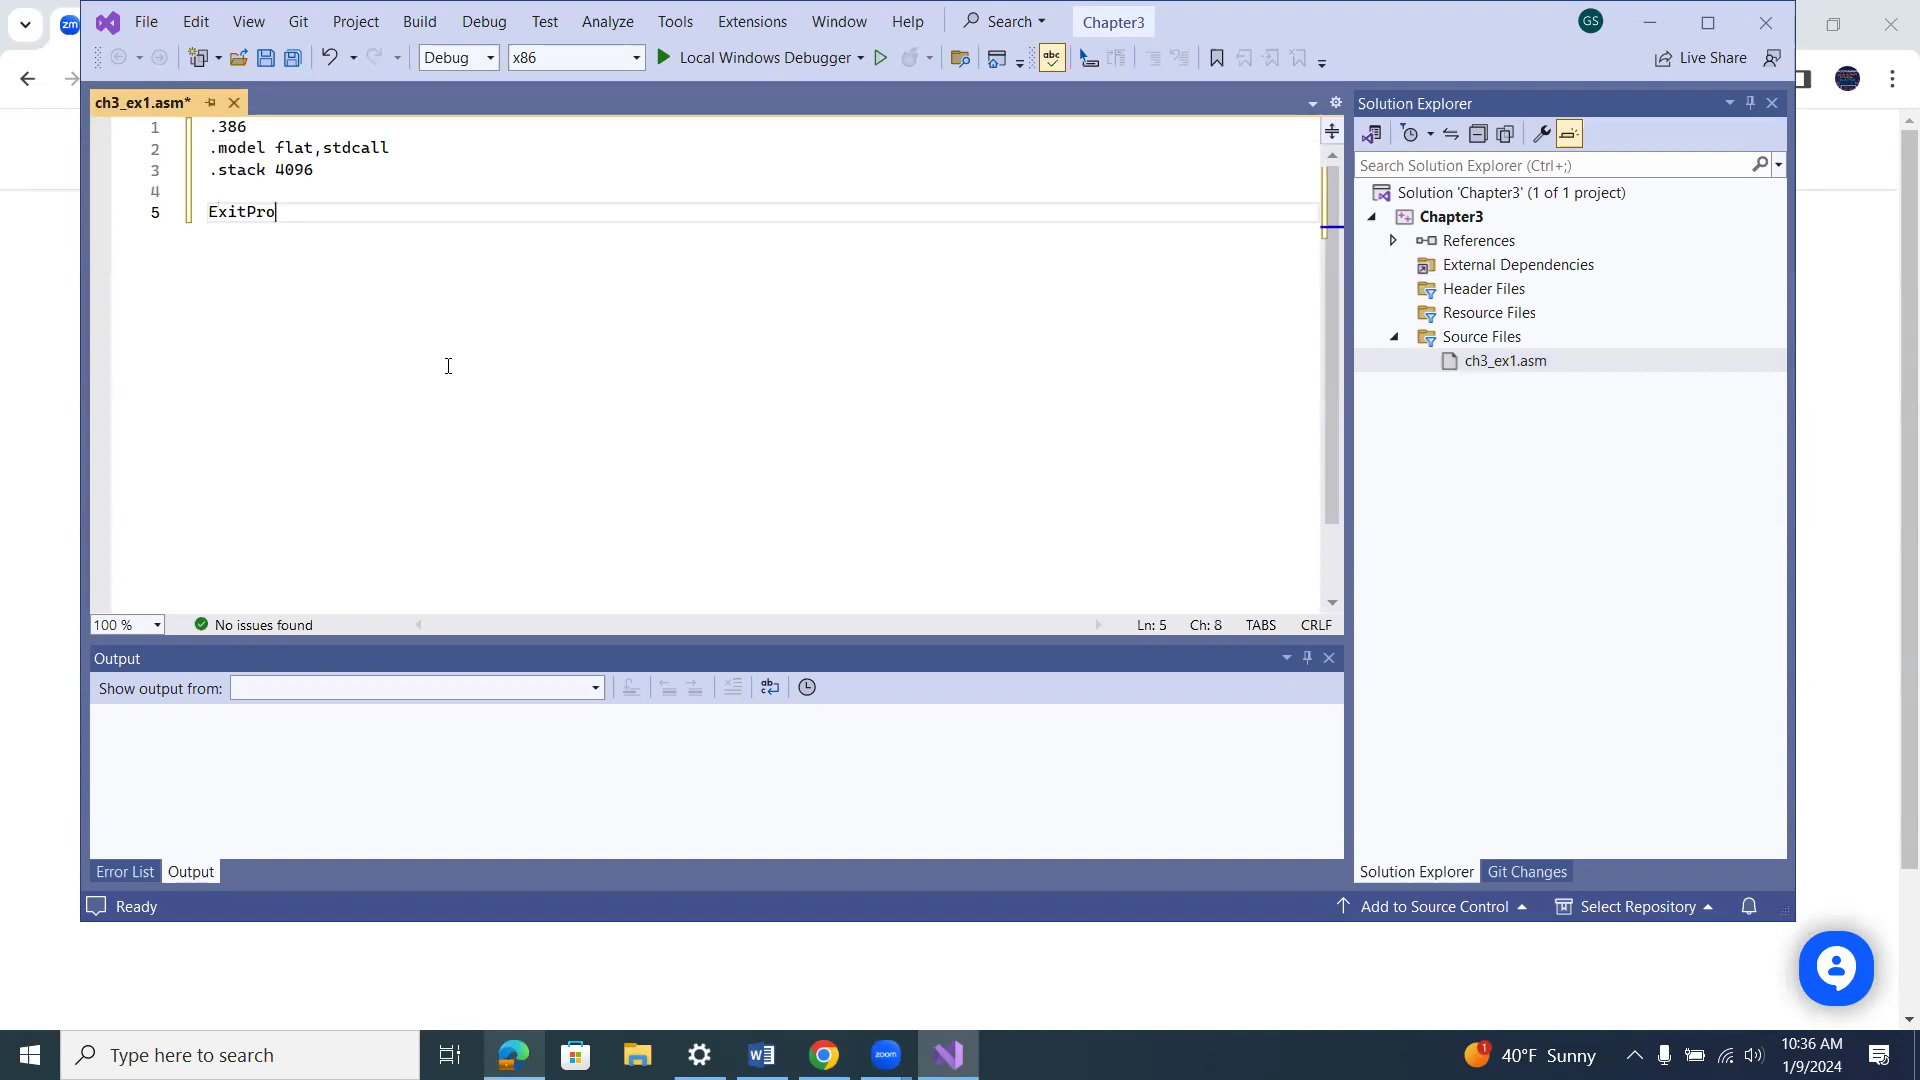 File Edit View Git Project Build Debug Test Analyze Tools Extensions Window Help Search Chapter3 GS
Debug x86 Local Windows Debugger abc Live Share
ch3_ex1.asm*
1 .386
2 .model flat,stdcall
3 .stack 4096
4
5 ExitPro
100 % No issues found Ln: 5 Ch: 8 TABS CRLF
Output
Show output from:
Error List Output
Solution Explorer
Search Solution Explorer (Ctrl+;)
Solution 'Chapter3' (1 of 1 project)
Chapter3
References
External Dependencies
Header Files
Resource Files
Source Files
ch3_ex1.asm
Solution Explorer Git Changes
Ready Add to Source Control Select Repository
Type here to search zoom 1 40°F Sunny 10:36 AM
1/9/2024